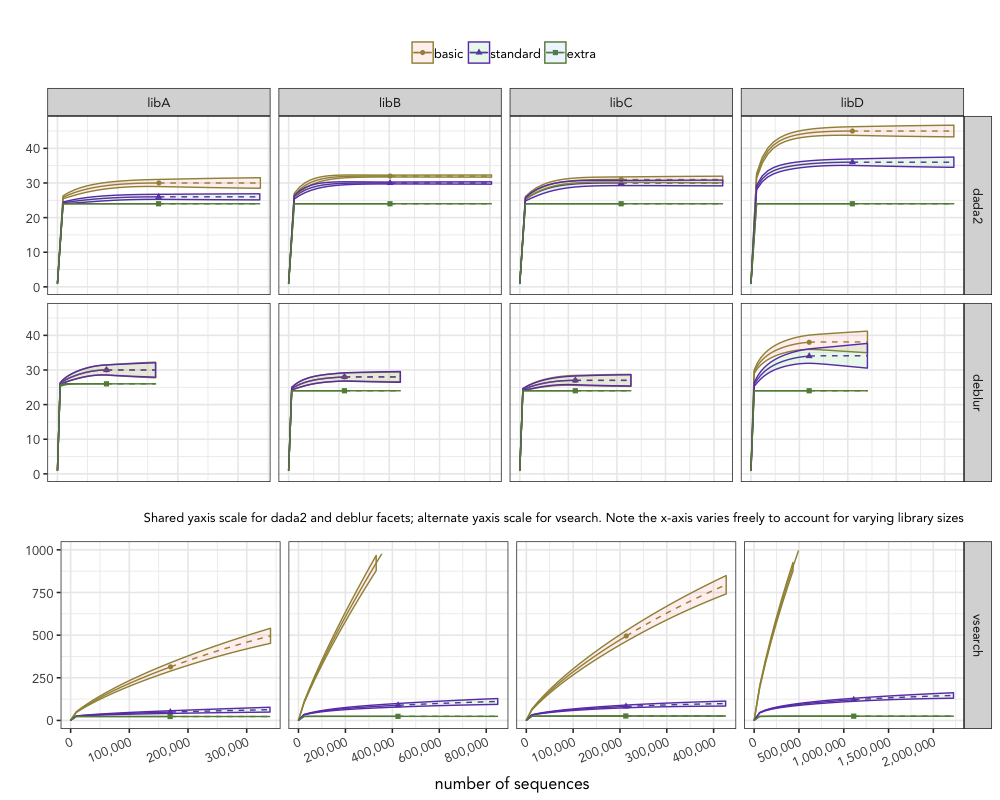 basic standard extra
libA libB libC libD
40
30
20
10
0
dada2
40
30
20
10
0
deblur
Shared yaxis scale for dada2 and deblur facets; alternate yaxis scale for vsearch. Note the x-axis varies freely to account for varying library sizes
1000
750
500
250
0
vsearch
0 100,000 200,000 300,000 0 200,000 400,000 600,000 800,000 0 100,000 200,000 300,000 400,000 0 500,000 1,000,000 1,500,000 2,000,000
number of sequences